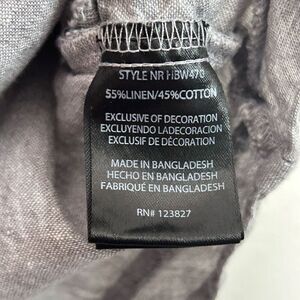 STYLE NR HBW470
55%LINEN/45%COTTON
EXCLUSIVE OF DECORATION
EXCLUYENDO LADECORACION
EXCLUSIF DE DÉCORATION
MADE IN BANGLADESH
HECHO EN BANGLADESH
FABRIQUÉ EN BANGLADESH
RN# 123827